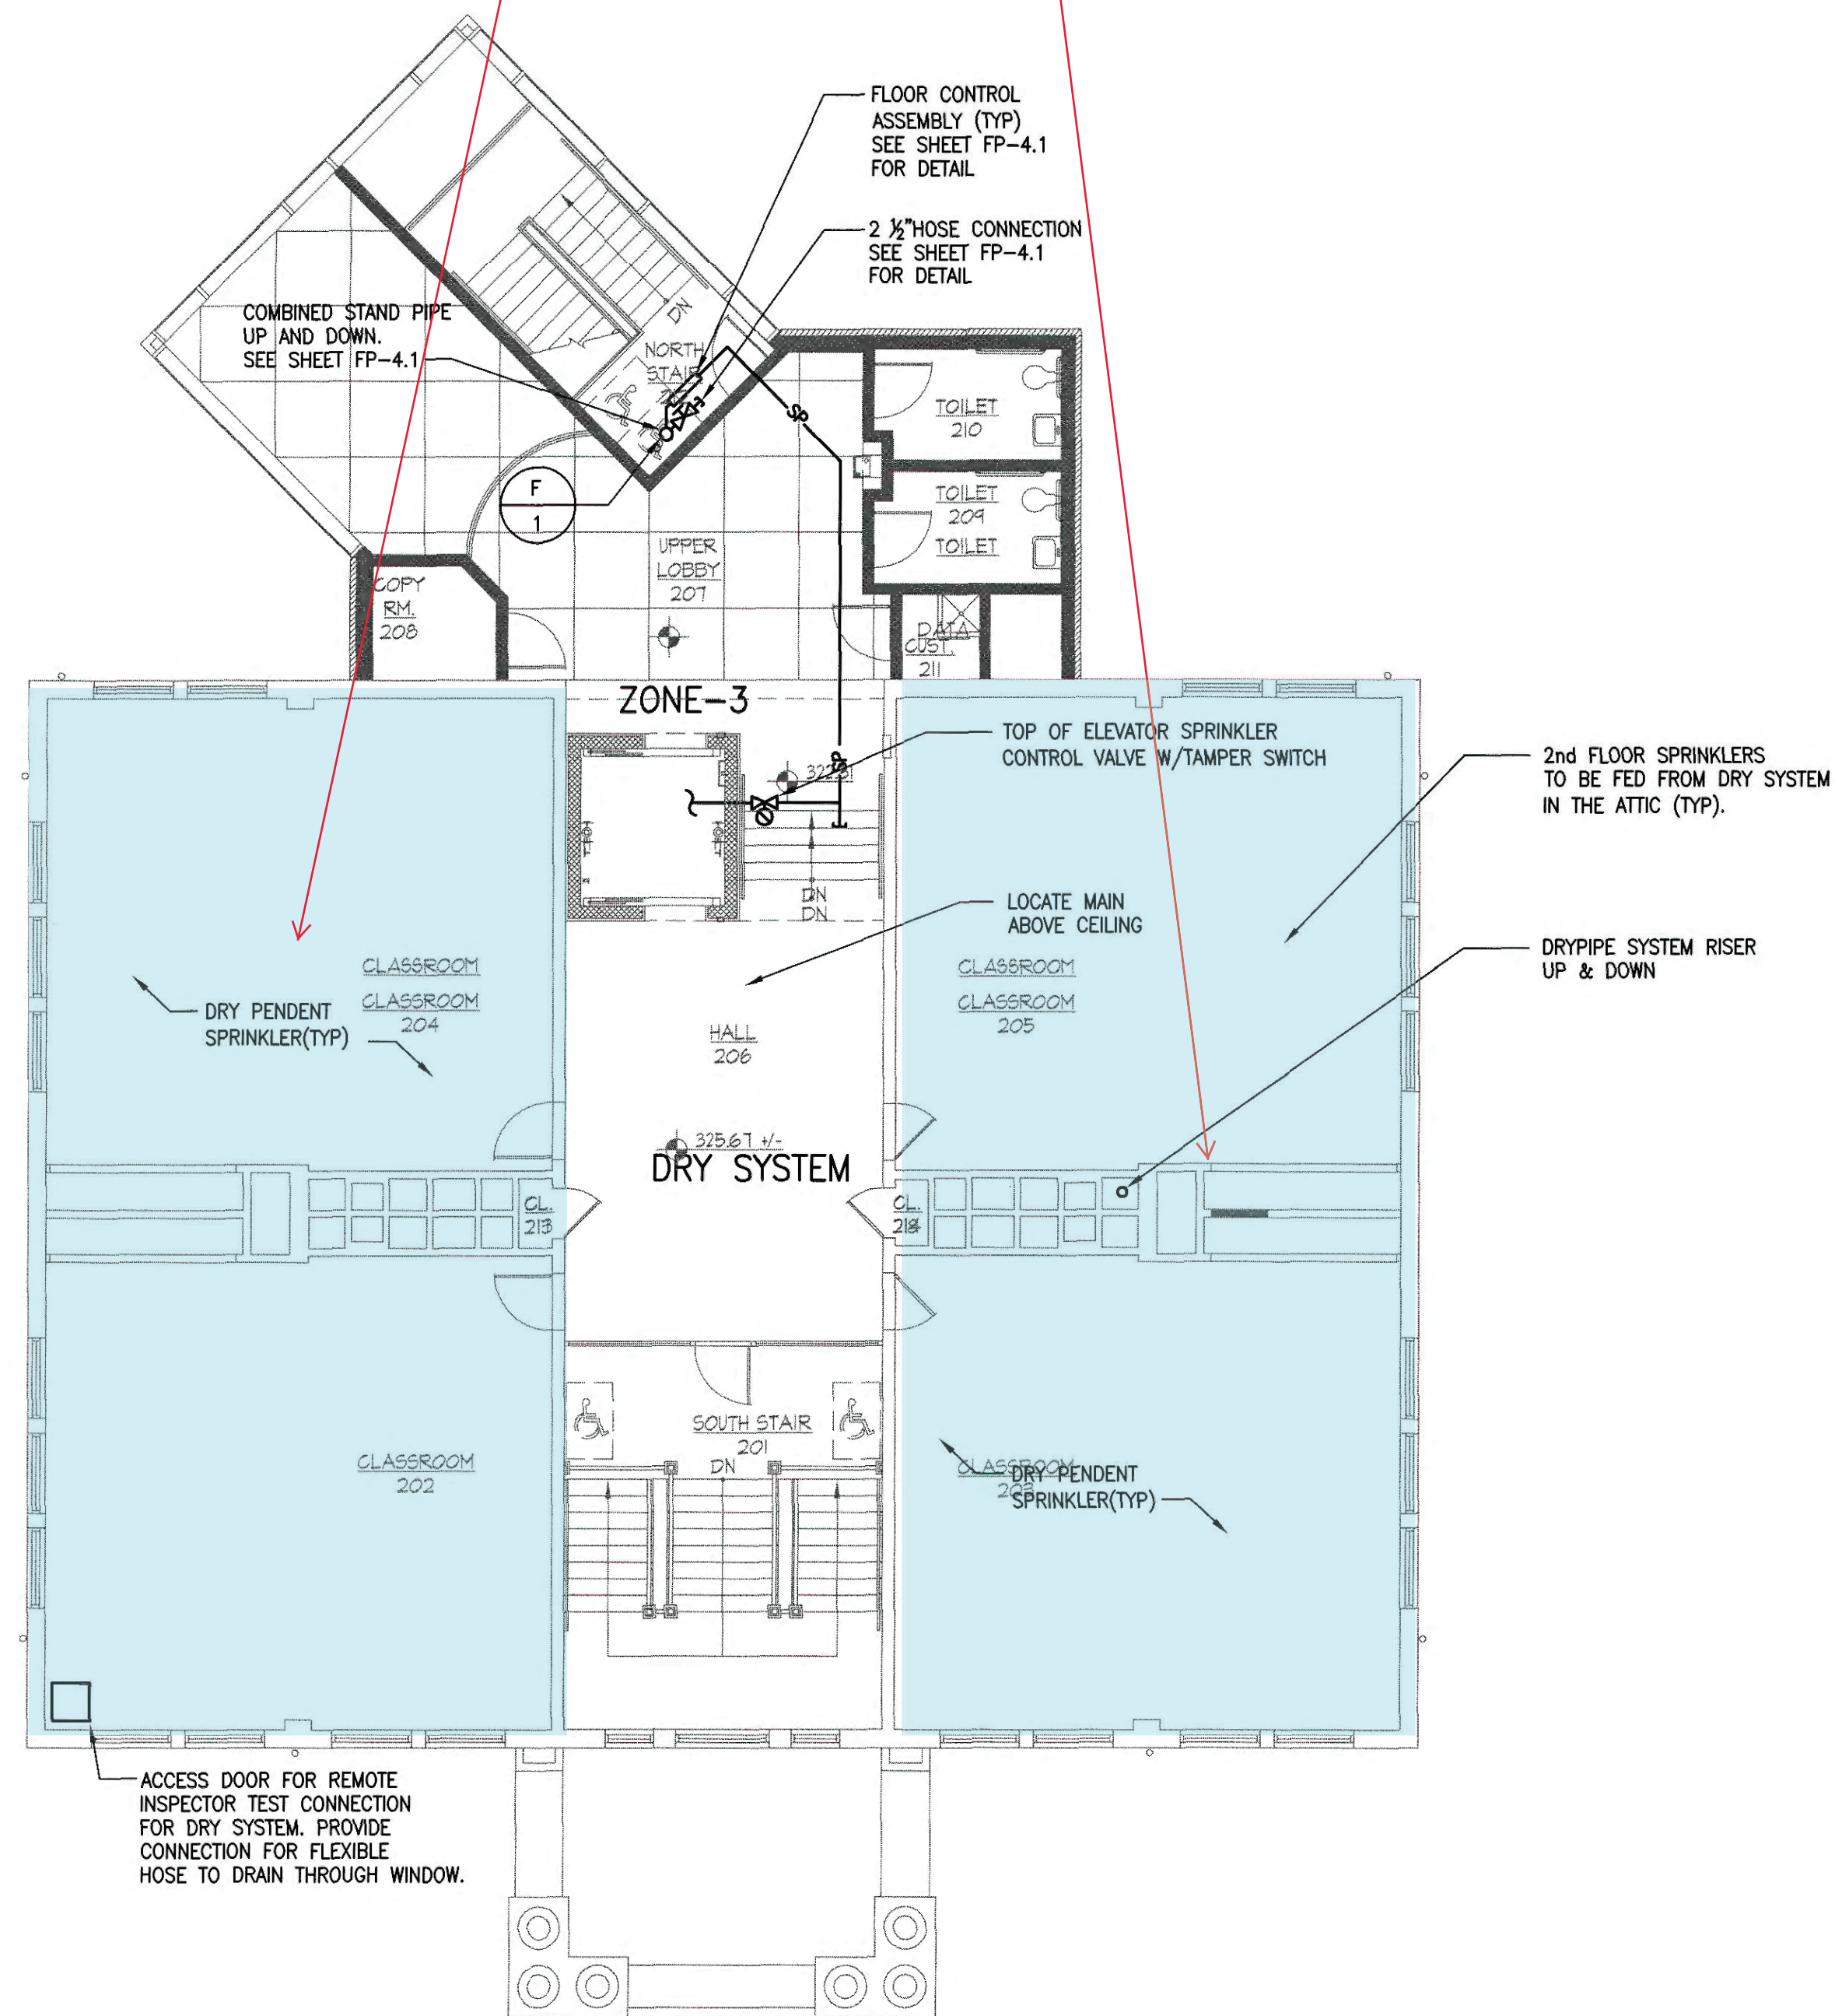 FLOOR CONTROL
ASSEMBLY (TYP)
SEE SHEET FP-4.1
FOR DETAIL
2 ½"HOSE CONNECTION
SEE SHEET FP-4.1
FOR DETAIL
COMBINED STAND PIPE
UP AND DOWN.
SEE SHEET FP-4.1
DN
NORTH
STAIR
SP
TOILET
210
F
1
TOILET
209
TOILET
UPPER
LOBBY
207
COPY
RM.
208
DATA
CUST.
211
ZONE-3
TOP OF ELEVATOR SPRINKLER
CONTROL VALVE W/TAMPER SWITCH
SP
2nd FLOOR SPRINKLERS
TO BE FED FROM DRY SYSTEM
IN THE ATTIC (TYP).
DN
DN
LOCATE MAIN
ABOVE CEILING
DRYPIPE SYSTEM RISER
UP & DOWN
CLASSROOM
CLASSROOM
204
DRY PENDENT
SPRINKLER(TYP)
CLASSROOM
CLASSROOM
205
HALL
206
325.67 +/-
DRY SYSTEM
CL.
213
CL.
SOUTH STAIR
201
DN
CLASSROOM
202
CLASSROOM
203
DRY PENDENT
SPRINKLER(TYP)
ACCESS DOOR FOR REMOTE
INSPECTOR TEST CONNECTION
FOR DRY SYSTEM. PROVIDE
CONNECTION FOR FLEXIBLE
HOSE TO DRAIN THROUGH WINDOW.